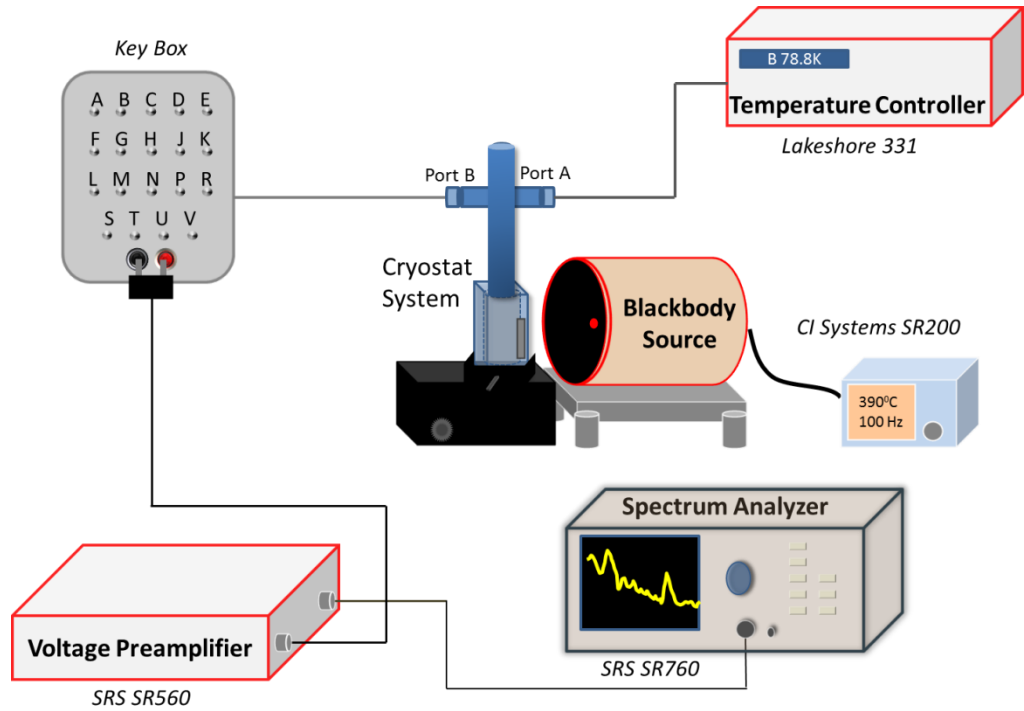 Key Box
A B C D E
F G H J K
L M N P R
S T U V
B 78.8K
Temperature Controller
Lakeshore 331
Port B
Port A
Cryostat
System
Blackbody
Source
CI Systems SR200
390⁰C
100 Hz
Spectrum Analyzer
SRS SR760
Voltage Preamplifier
SRS SR560